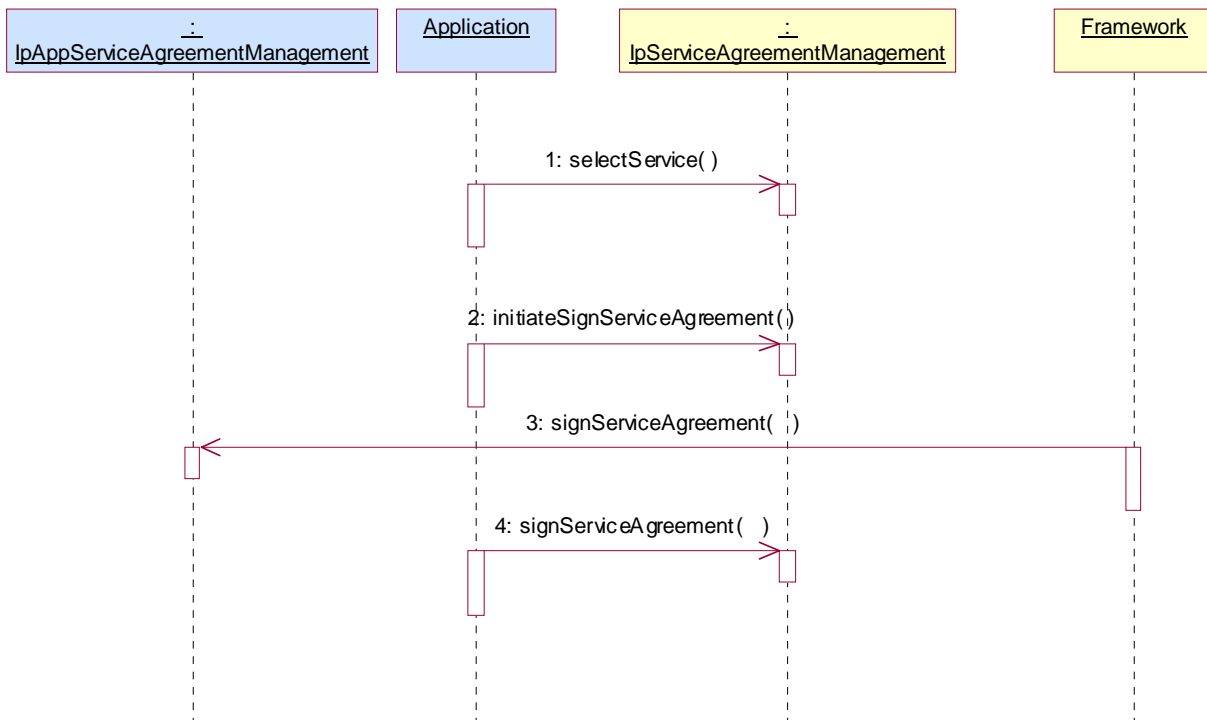 :
IpAppServiceAgreementManagement
Application
:
IpServiceAgreementManagement
Framework
1: selectService( )
2: initiateSignServiceAgreement( )
3: signServiceAgreement( )
4: signServiceAgreement( )